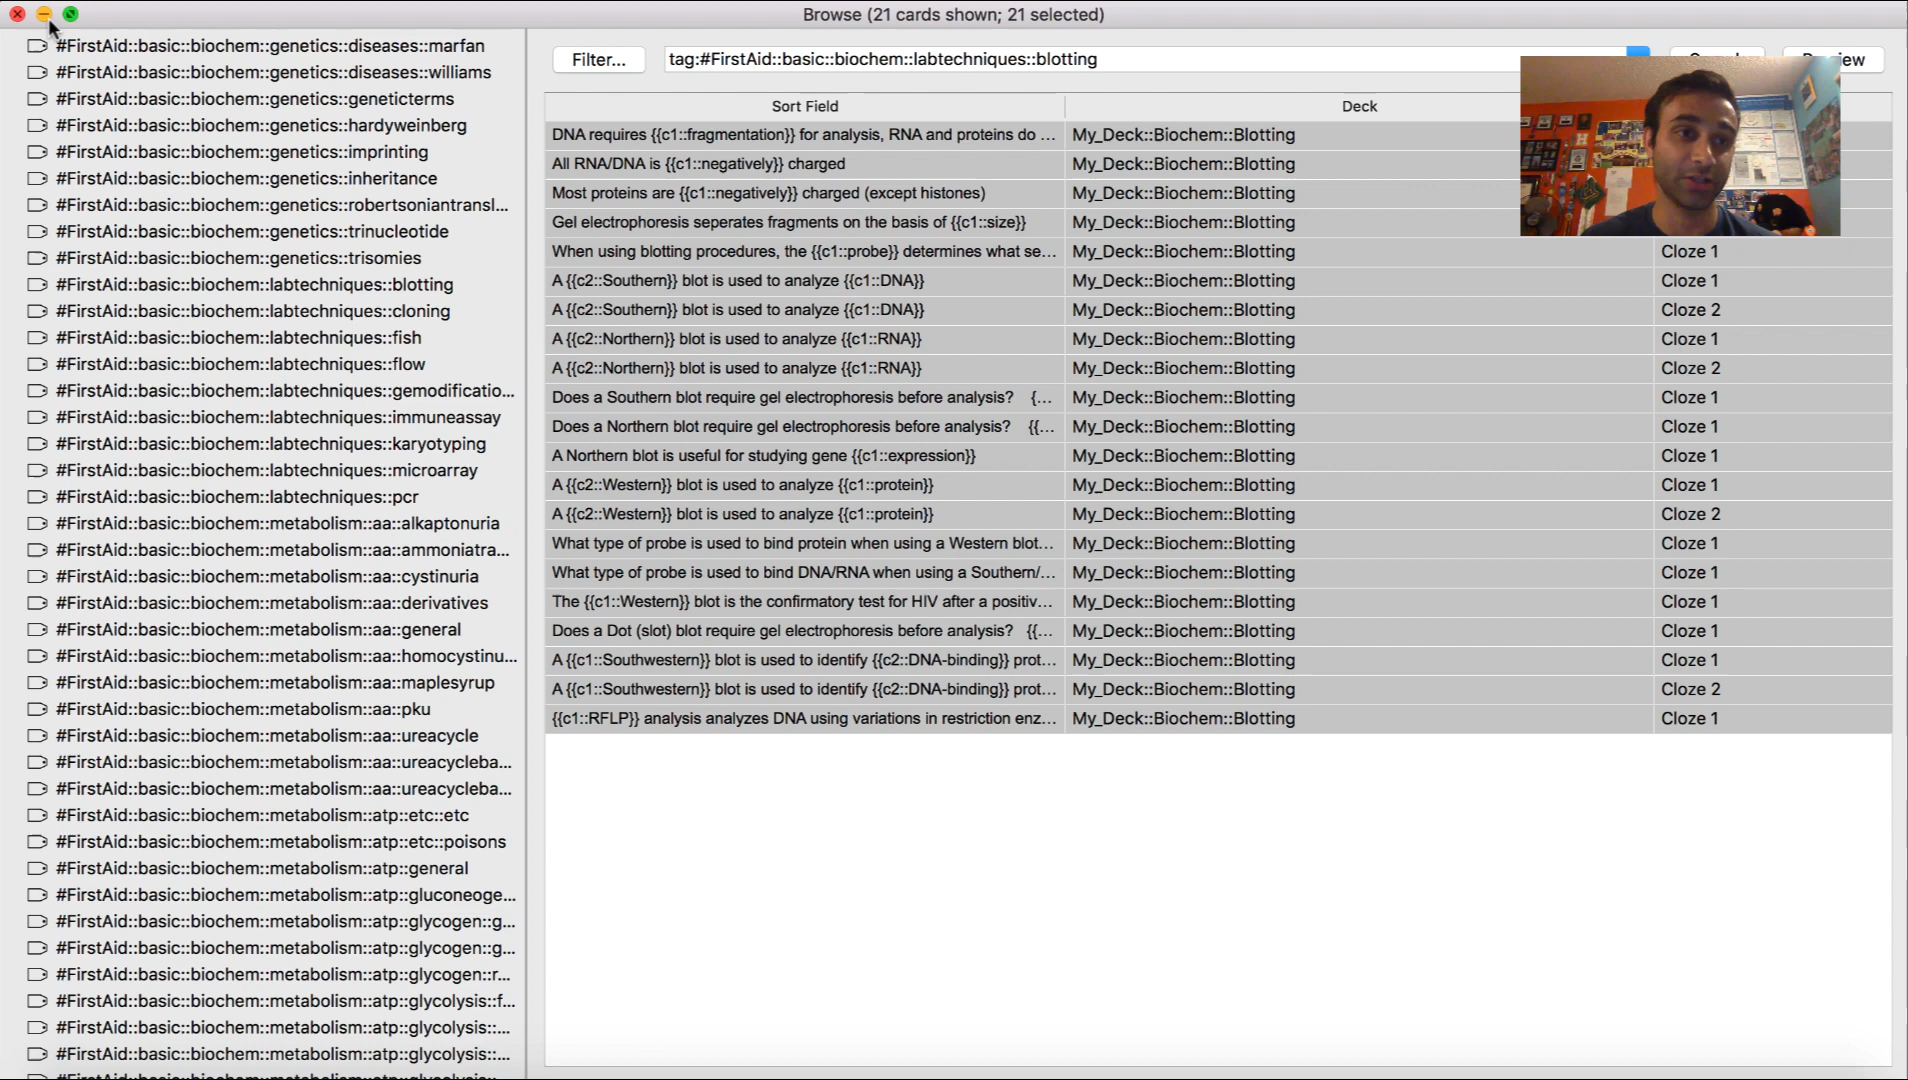 Browse (21 cards shown; 21 selected)
#FirstAid::basic::biochem::genetics::diseases::marfan
#FirstAid::basic::biochem::genetics::diseases::williams
#FirstAid::basic::biochem::genetics::geneticterms
#FirstAid::basic::biochem::genetics::hardyweinberg
#FirstAid::basic::biochem::genetics::imprinting
#FirstAid::basic::biochem::genetics::inheritance
#FirstAid::basic::biochem::genetics::robertsoniantransl...
#FirstAid::basic::biochem::genetics::trinucleotide
#FirstAid::basic::biochem::genetics::trisomies
#FirstAid::basic::biochem::labtechniques::blotting
#FirstAid::basic::biochem::labtechniques::cloning
#FirstAid::basic::biochem::labtechniques::fish
#FirstAid::basic::biochem::labtechniques::flow
#FirstAid::basic::biochem::labtechniques::gemodificatio...
#FirstAid::basic::biochem::labtechniques::immuneassay
#FirstAid::basic::biochem::labtechniques::karyotyping
#FirstAid::basic::biochem::labtechniques::microarray
#FirstAid::basic::biochem::labtechniques::pcr
#FirstAid::basic::biochem::metabolism::aa::alkaptonuria
#FirstAid::basic::biochem::metabolism::aa::ammoniatra...
#FirstAid::basic::biochem::metabolism::aa::cystinuria
#FirstAid::basic::biochem::metabolism::aa::derivatives
#FirstAid::basic::biochem::metabolism::aa::general
#FirstAid::basic::biochem::metabolism::aa::homocystinu...
#FirstAid::basic::biochem::metabolism::aa::maplesyrup
#FirstAid::basic::biochem::metabolism::aa::pku
#FirstAid::basic::biochem::metabolism::aa::ureacycle
#FirstAid::basic::biochem::metabolism::aa::ureacycleba...
#FirstAid::basic::biochem::metabolism::aa::ureacycleba...
#FirstAid::basic::biochem::metabolism::atp::etc::etc
#FirstAid::basic::biochem::metabolism::atp::etc::poisons
#FirstAid::basic::biochem::metabolism::atp::general
#FirstAid::basic::biochem::metabolism::atp::gluconeoge...
#FirstAid::basic::biochem::metabolism::atp::glycogen::g...
#FirstAid::basic::biochem::metabolism::atp::glycogen::g...
#FirstAid::basic::biochem::metabolism::atp::glycogen::r...
#FirstAid::basic::biochem::metabolism::atp::glycolysis::f...
#FirstAid::basic::biochem::metabolism::atp::glycolysis::...
#FirstAid::basic::biochem::metabolism::atp::glycolysis::...
Filter... tag:#FirstAid::basic::biochem::labtechniques::blotting
Sort Field Deck
DNA requires {{c1::fragmentation}} for analysis, RNA and proteins do ... My_Deck::Biochem::Blotting
All RNA/DNA is {{c1::negatively}} charged My_Deck::Biochem::Blotting
Most proteins are {{c1::negatively}} charged (except histones) My_Deck::Biochem::Blotting
Gel electrophoresis seperates fragments on the basis of {{c1::size}} My_Deck::Biochem::Blotting
When using blotting procedures, the {{c1::probe}} determines what se... My_Deck::Biochem::Blotting Cloze 1
A {{c2::Southern}} blot is used to analyze {{c1::DNA}} My_Deck::Biochem::Blotting Cloze 1
A {{c2::Southern}} blot is used to analyze {{c1::DNA}} My_Deck::Biochem::Blotting Cloze 2
A {{c2::Northern}} blot is used to analyze {{c1::RNA}} My_Deck::Biochem::Blotting Cloze 1
A {{c2::Northern}} blot is used to analyze {{c1::RNA}} My_Deck::Biochem::Blotting Cloze 2
Does a Southern blot require gel electrophoresis before analysis? {... My_Deck::Biochem::Blotting Cloze 1
Does a Northern blot require gel electrophoresis before analysis? {{... My_Deck::Biochem::Blotting Cloze 1
A Northern blot is useful for studying gene {{c1::expression}} My_Deck::Biochem::Blotting Cloze 1
A {{c2::Western}} blot is used to analyze {{c1::protein}} My_Deck::Biochem::Blotting Cloze 1
A {{c2::Western}} blot is used to analyze {{c1::protein}} My_Deck::Biochem::Blotting Cloze 2
What type of probe is used to bind protein when using a Western blot... My_Deck::Biochem::Blotting Cloze 1
What type of probe is used to bind DNA/RNA when using a Southern/... My_Deck::Biochem::Blotting Cloze 1
The {{c1::Western}} blot is the confirmatory test for HIV after a positiv... My_Deck::Biochem::Blotting Cloze 1
Does a Dot (slot) blot require gel electrophoresis before analysis? {{... My_Deck::Biochem::Blotting Cloze 1
A {{c1::Southwestern}} blot is used to identify {{c2::DNA-binding}} prot... My_Deck::Biochem::Blotting Cloze 1
A {{c1::Southwestern}} blot is used to identify {{c2::DNA-binding}} prot... My_Deck::Biochem::Blotting Cloze 2
{{c1::RFLP}} analysis analyzes DNA using variations in restriction enz... My_Deck::Biochem::Blotting Cloze 1